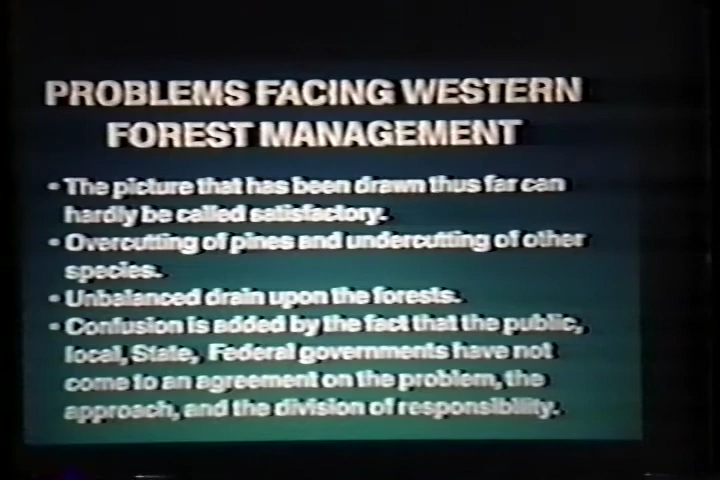 PROBLEMS FACING WESTERN
FOREST MANAGEMENT
• The picture that has been drawn thus far can
hardly be called satisfactory.
• Overcutting of pines and undercutting of other
species.
• Unbalanced drain upon the forests.
• Confusion is added by the fact that the public,
local, State, Federal governments have not
come to an agreement on the problem, the
approach, and the division of responsibility.